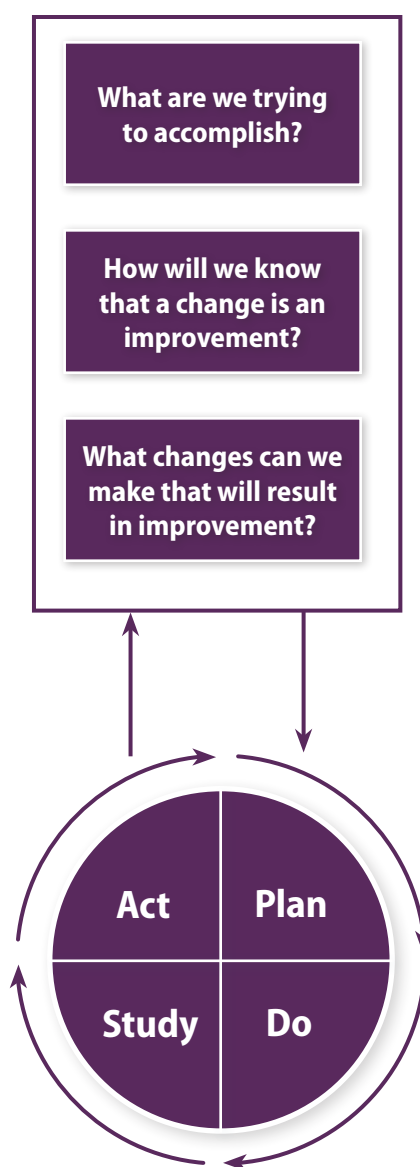 What are we trying
to accomplish?
How will we know
that a change is an
improvement?
What changes can we
make that will result
in improvement?
Act
Plan
Study
Do